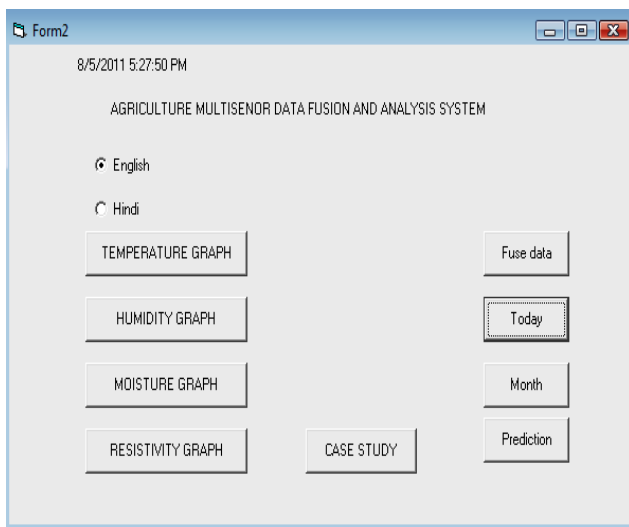 Form2
8/5/2011 5:27:50 PM
AGRICULTURE MULTISENOR DATA FUSION AND ANALYSIS SYSTEM
English
Hindi
TEMPERATURE GRAPH
Fuse data
HUMIDITY GRAPH
Today
MOISTURE GRAPH
Month
RESISTIVITY GRAPH
CASE STUDY
Prediction